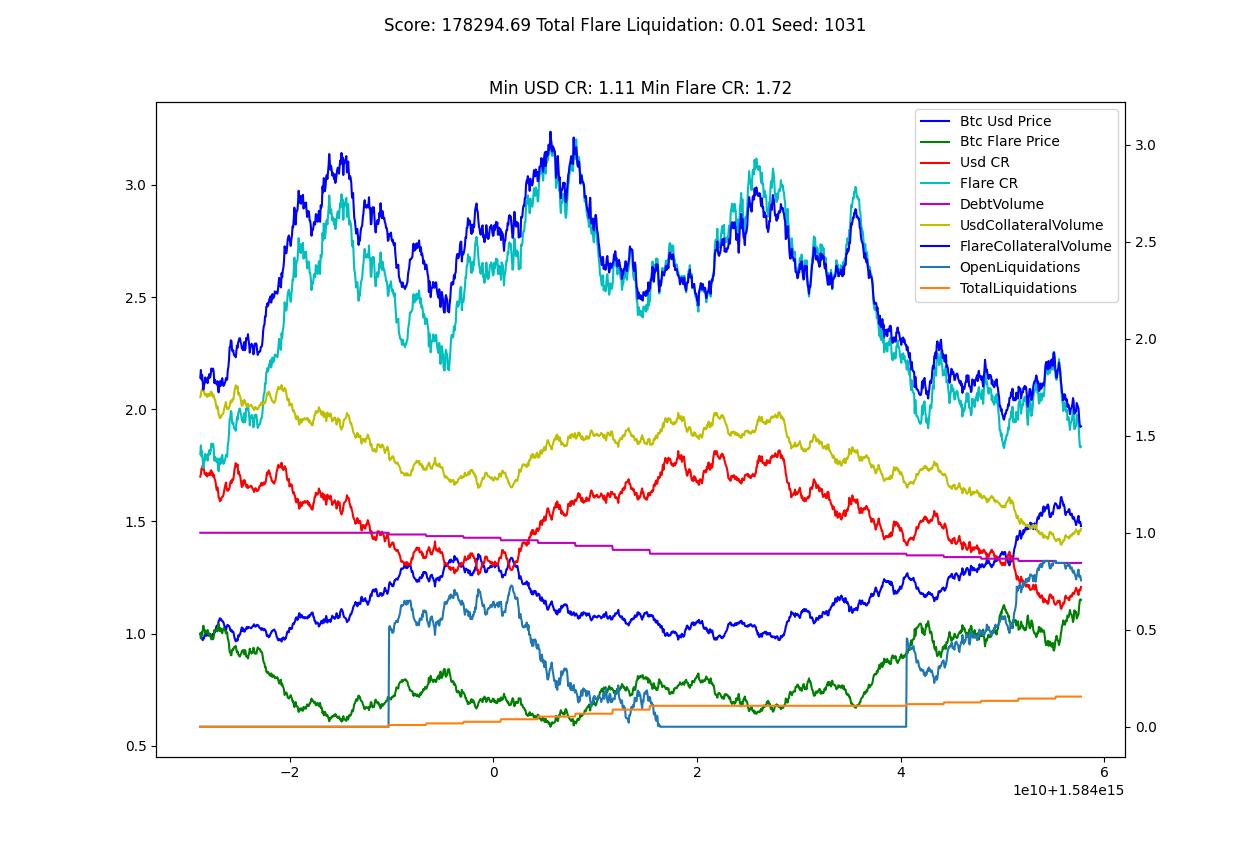 Score: 178294.69 Total Flare Liquidation: 0.01 Seed: 1031
Min USD CR: 1.11 Min Flare CR: 1.72
Btc Usd Price
Btc Flare Price
Usd CR
Flare CR
DebtVolume
UsdCollateralVolume
FlareCollateralVolume
OpenLiquidations
TotalLiquidations
3.0
2.5
2.0
1.5
1.0
0.5
3.0
2.5
2.0
1.5
1.0
0.5
0.0
−2 0 2 4 6
1e10+1.584e15